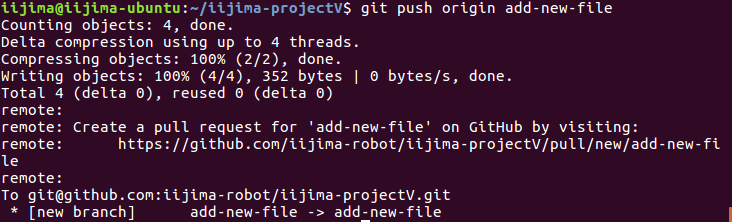 iijima@iijima-ubuntu:~/iijima-projectV$ git push origin add-new-file
Counting objects: 4, done.
Delta compression using up to 4 threads.
Compressing objects: 100% (2/2), done.
Writing objects: 100% (4/4), 352 bytes | 0 bytes/s, done.
Total 4 (delta 0), reused 0 (delta 0)
remote:
remote: Create a pull request for 'add-new-file' on GitHub by visiting:
remote:      https://github.com/iijima-robot/iijima-projectV/pull/new/add-new-fi
le
remote:
To git@github.com:iijima-robot/iijima-projectV.git
 * [new branch]      add-new-file -> add-new-file